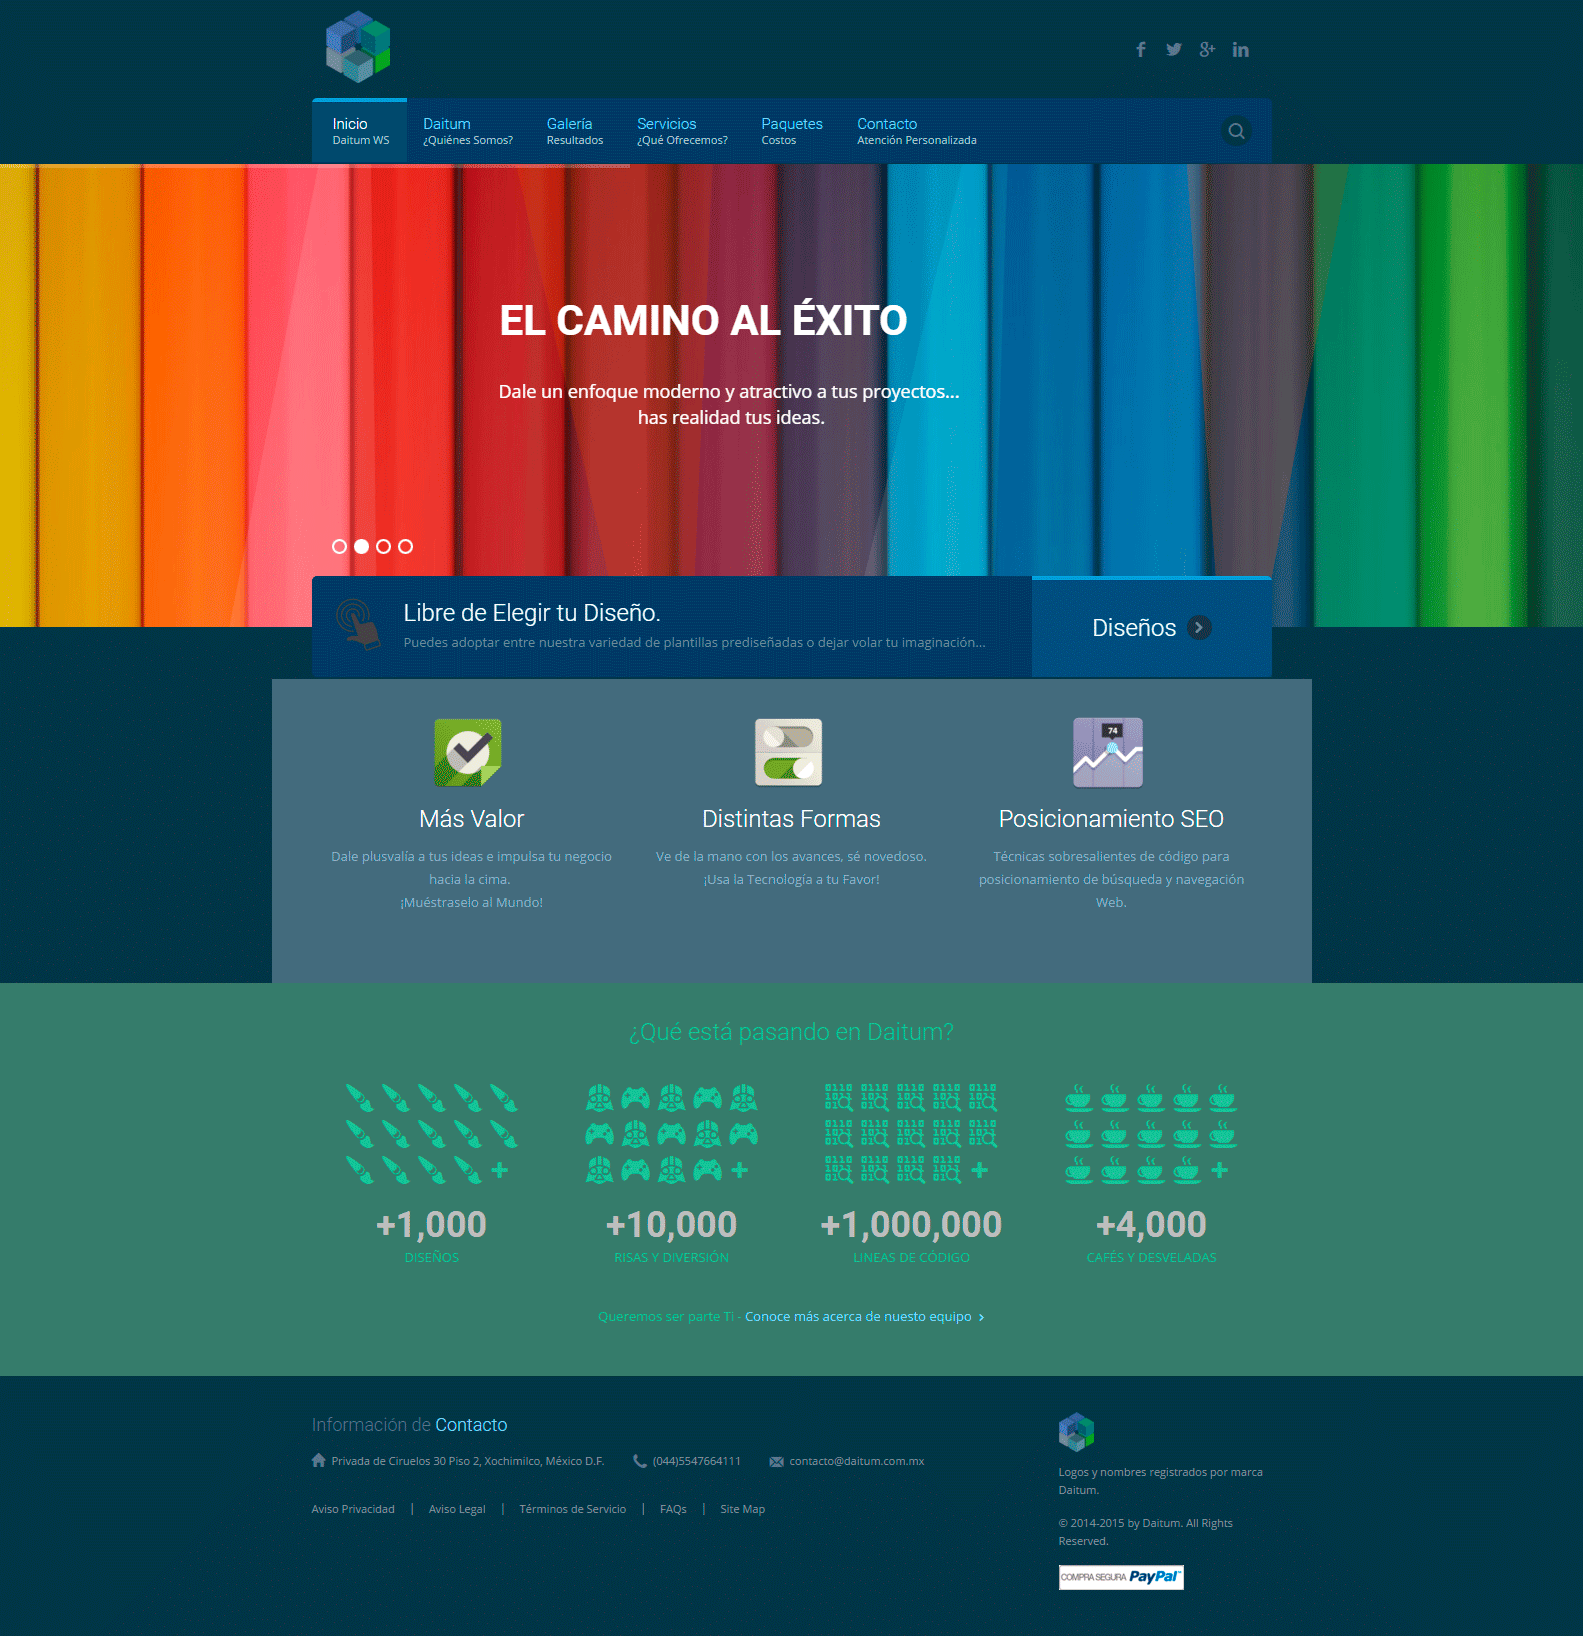 Inicio
Daitum WS
Daitum
¿Quiénes Somos?
Galería
Resultados
Servicios
¿Qué Ofrecemos?
Paquetes
Costos
Contacto
Atención Personalizada
EL CAMINO AL ÉXITO
Dale un enfoque moderno y atractivo a tus proyectos...
has realidad tus ideas.
Libre de Elegir tu Diseño.
Puedes adoptar entre nuestra variedad de plantillas prediseñadas o dejar volar tu imaginación...
Diseños
74
Más Valor
Dale plusvalía a tus ideas e impulsa tu negocio
hacia la cima.
¡Muéstraselo al Mundo!
Distintas Formas
Ve de la mano con los avances, sé novedoso.
¡Usa la Tecnología a tu Favor!
Posicionamiento SEO
Técnicas sobresalientes de código para
posicionamiento de búsqueda y navegación
Web.
¿Qué está pasando en Daitum?
+1,000
DISEÑOS
+10,000
RISAS Y DIVERSIÓN
+1,000,000
LINEAS DE CÓDIGO
+4,000
CAFÉS Y DESVELADAS
Queremos ser parte Ti - Conoce más acerca de nuesto equipo
Información de Contacto
Privada de Ciruelos 30 Piso 2, Xochimilco, México D.F.
(044)5547664111
contacto@daitum.com.mx
Aviso Privacidad | Aviso Legal | Términos de Servicio | FAQs | Site Map
Logos y nombres registrados por marca
Daitum.
© 2014-2015 by Daitum. All Rights
Reserved.
COMPRA SEGURA PayPal